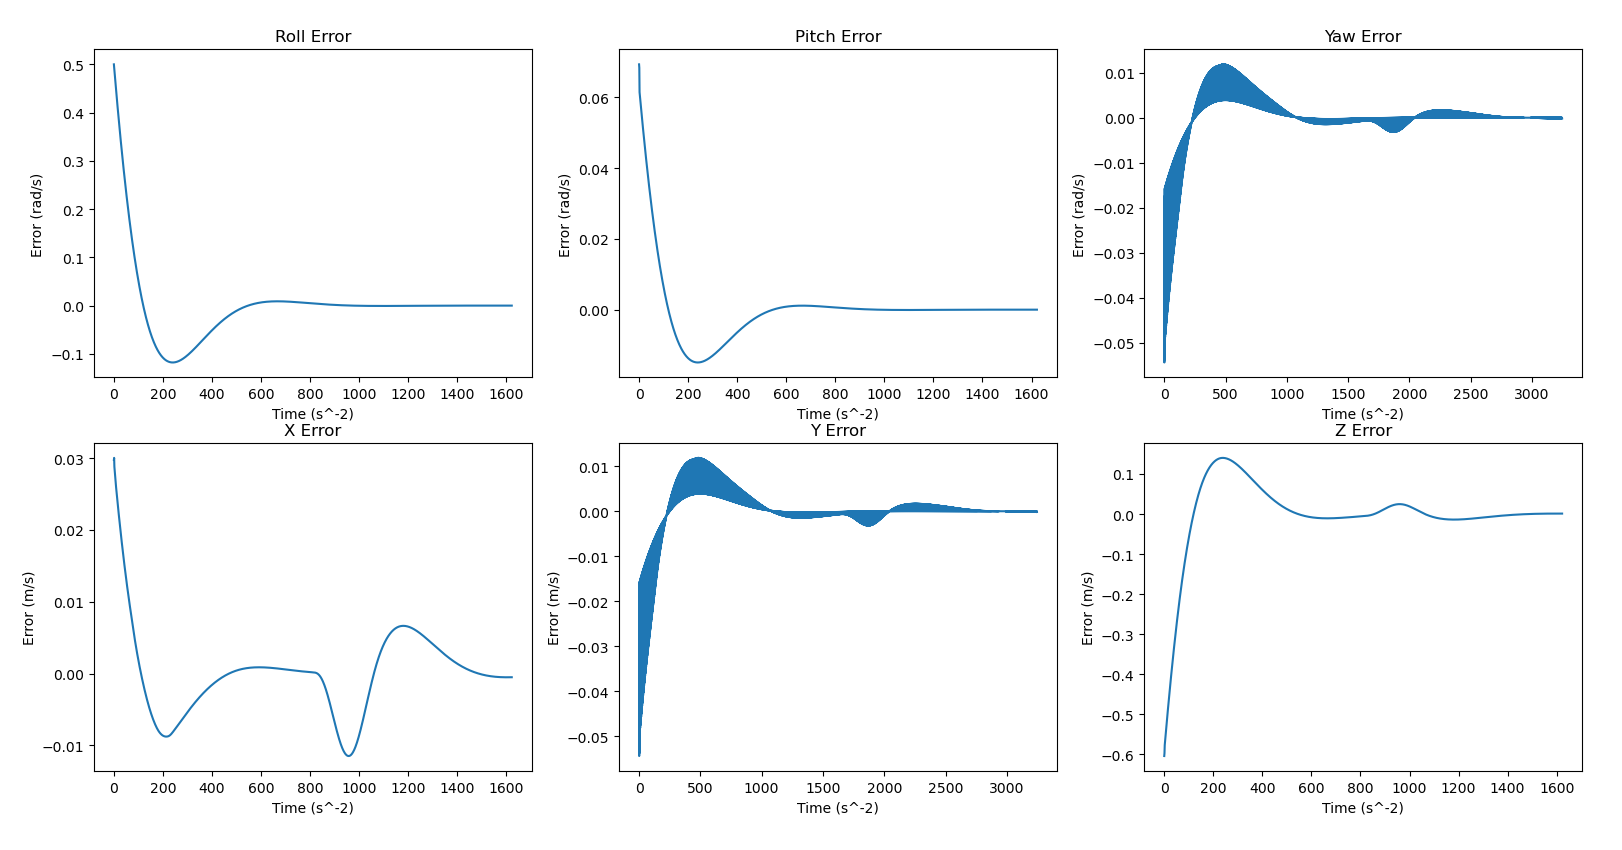 Roll Error
Error (rad/s)
0.5
0.4
0.3
0.2
0.1
0.0
−0.1
0 200 400 600 800 1000 1200 1400 1600
Time (s^-2)
Pitch Error
Error (rad/s)
0.06
0.04
0.02
0.00
0 200 400 600 800 1000 1200 1400 1600
Time (s^-2)
Yaw Error
Error (rad/s)
0.01
0.00
−0.01
−0.02
−0.03
−0.04
−0.05
0 500 1000 1500 2000 2500 3000
Time (s^-2)
X Error
Error (m/s)
0.03
0.02
0.01
0.00
−0.01
0 200 400 600 800 1000 1200 1400 1600
Time (s^-2)
Y Error
Error (m/s)
0.01
0.00
−0.01
−0.02
−0.03
−0.04
−0.05
0 500 1000 1500 2000 2500 3000
Time (s^-2)
Z Error
Error (m/s)
0.1
0.0
−0.1
−0.2
−0.3
−0.4
−0.5
−0.6
0 200 400 600 800 1000 1200 1400 1600
Time (s^-2)